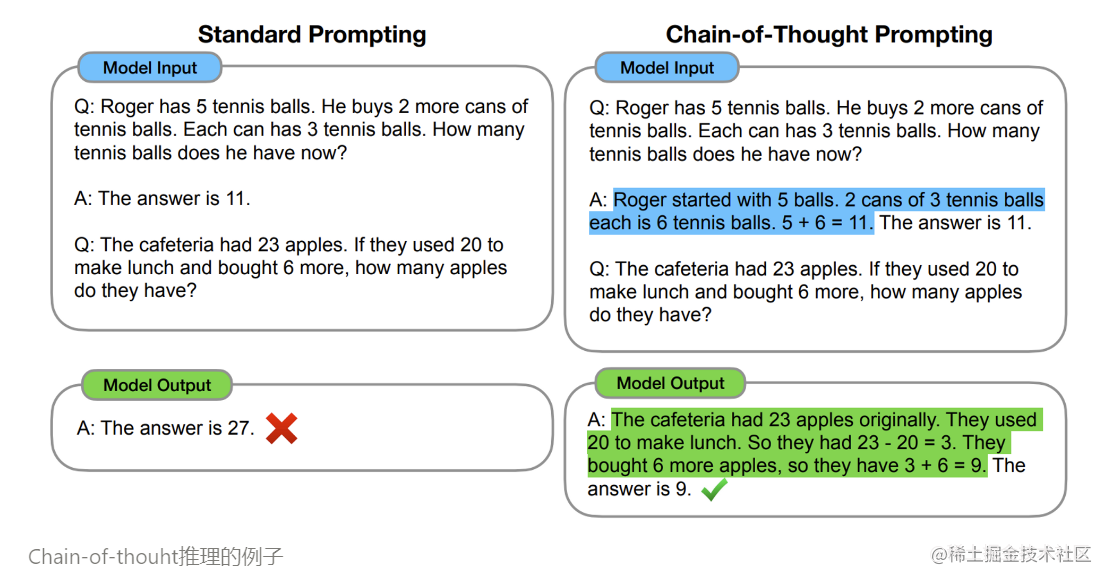 Standard Prompting
Model Input
Q: Roger has 5 tennis balls. He buys 2 more cans of
tennis balls. Each can has 3 tennis balls. How many
tennis balls does he have now?
A: The answer is 11.
Q: The cafeteria had 23 apples. If they used 20 to
make lunch and bought 6 more, how many apples
do they have?
Model Output
A: The answer is 27.
Chain-of-Thought Prompting
Model Input
Q: Roger has 5 tennis balls. He buys 2 more cans of
tennis balls. Each can has 3 tennis balls. How many
tennis balls does he have now?
A: Roger started with 5 balls. 2 cans of 3 tennis balls
each is 6 tennis balls. 5 + 6 = 11. The answer is 11.
Q: The cafeteria had 23 apples. If they used 20 to
make lunch and bought 6 more, how many apples
do they have?
Model Output
A: The cafeteria had 23 apples originally. They used
20 to make lunch. So they had 23 - 20 = 3. They
bought 6 more apples, so they have 3 + 6 = 9. The
answer is 9.
Chain-of-thouht推理的例子
@稀土掘金技术社区